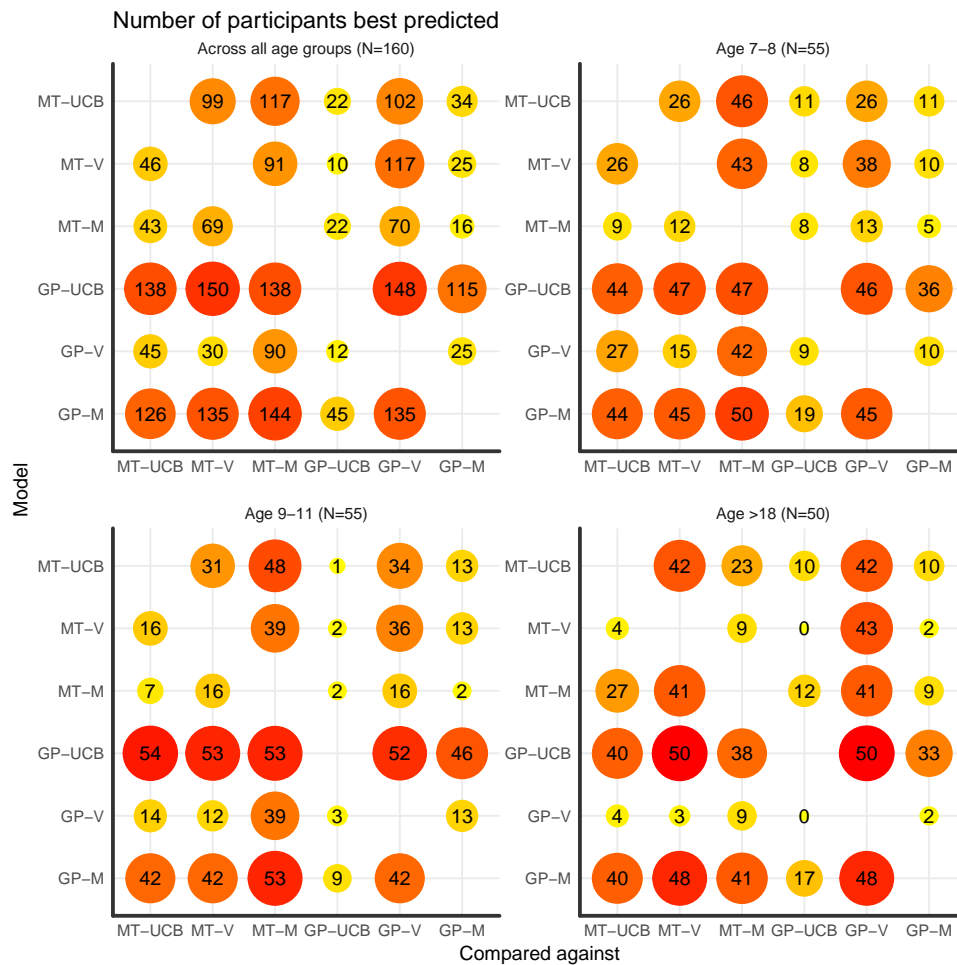 Number of participants best predicted
Across all age groups (N=160)
MT−UCB 99 117 22 102 34
MT−V 46 91 10 117 25
MT−M 43 69 22 70 16
GP−UCB 138 150 138 148 115
GP−V 45 30 90 12 25
GP−M 126 135 144 45 135
MT−UCB MT−V MT−M GP−UCB GP−V GP−M
Age 7−8 (N=55)
MT−UCB 26 46 11 26 11
MT−V 26 43 8 38 10
MT−M 9 12 8 13 5
GP−UCB 44 47 47 46 36
GP−V 27 15 42 9 10
GP−M 44 45 50 19 45
MT−UCB MT−V MT−M GP−UCB GP−V GP−M
Model
Age 9−11 (N=55)
MT−UCB 31 48 1 34 13
MT−V 16 39 2 36 13
MT−M 7 16 2 16 2
GP−UCB 54 53 53 52 46
GP−V 14 12 39 3 13
GP−M 42 42 53 9 42
MT−UCB MT−V MT−M GP−UCB GP−V GP−M
Age >18 (N=50)
MT−UCB 42 23 10 42 10
MT−V 4 9 0 43 2
MT−M 27 41 12 41 9
GP−UCB 40 50 38 50 33
GP−V 4 3 9 0 2
GP−M 40 48 41 17 48
MT−UCB MT−V MT−M GP−UCB GP−V GP−M
Compared against